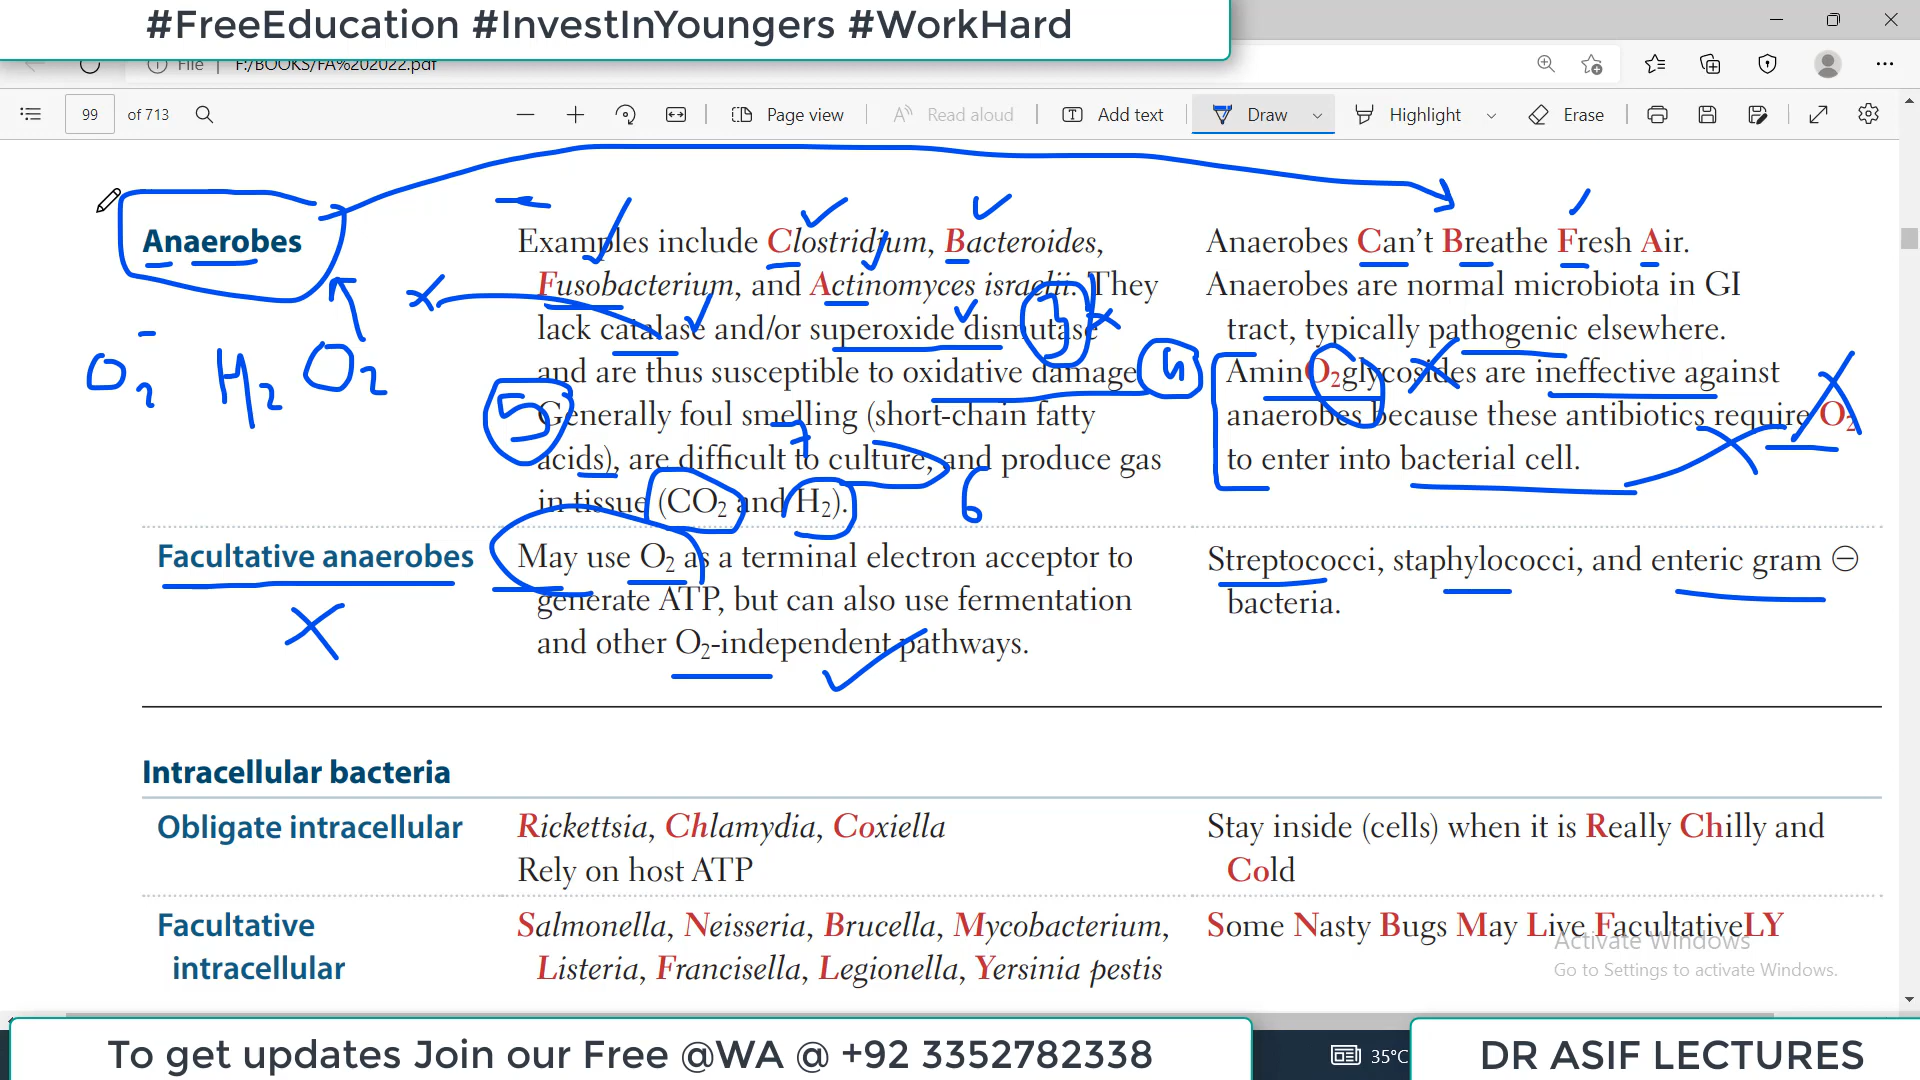 #FreeEducation #InvestInYoungers #WorkHard
File | F:/BOOKS/FA%202022.pdf
99 of 713 Page view Read aloud Add text Draw Highlight Erase
Anaerobes
Examples include Clostridium, Bacteroides,
Fusobacterium, and Actinomyces israelii. They
lack catalase and/or superoxide dismutase
and are thus susceptible to oxidative damage.
Generally foul smelling (short-chain fatty
acids), are difficult to culture, and produce gas
in tissue (CO₂ and H₂).
Anaerobes Can't Breathe Fresh Air.
Anaerobes are normal microbiota in GI
tract, typically pathogenic elsewhere.
AminO₂glycosides are ineffective against
anaerobes because these antibiotics require O₂
to enter into bacterial cell.
O₂⁻ H₂O₂
3
4
5
7
6
Facultative anaerobes
May use O₂ as a terminal electron acceptor to
generate ATP, but can also use fermentation
and other O₂-independent pathways.
Streptococci, staphylococci, and enteric gram ⊖
bacteria.
Intracellular bacteria
Obligate intracellular
Rickettsia, Chlamydia, Coxiella
Rely on host ATP
Stay inside (cells) when it is Really Chilly and
Cold
Facultative
intracellular
Salmonella, Neisseria, Brucella, Mycobacterium,
Listeria, Francisella, Legionella, Yersinia pestis
Some Nasty Bugs May Live FacultativeLY
Activate Windows
Go to Settings to activate Windows.
To get updates Join our Free @WA @ +92 3352782338
35°C
DR ASIF LECTURES